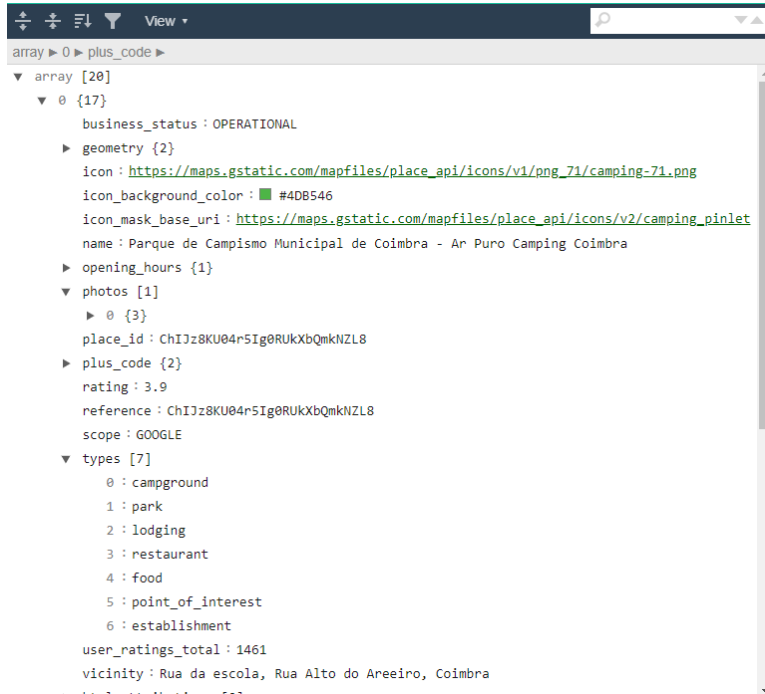 View
array ► 0 ► plus_code ►
array [20]
0 {17}
business_status : OPERATIONAL
geometry {2}
icon : https://maps.gstatic.com/mapfiles/place_api/icons/v1/png_71/camping-71.png
icon_background_color : #4DB546
icon_mask_base_uri : https://maps.gstatic.com/mapfiles/place_api/icons/v2/camping_pinlet
name : Parque de Campismo Municipal de Coimbra - Ar Puro Camping Coimbra
opening_hours {1}
photos [1]
0 {3}
place_id : ChIJz8KU04r5Ig0RUkXbQmkNZL8
plus_code {2}
rating : 3.9
reference : ChIJz8KU04r5Ig0RUkXbQmkNZL8
scope : GOOGLE
types [7]
0 : campground
1 : park
2 : lodging
3 : restaurant
4 : food
5 : point_of_interest
6 : establishment
user_ratings_total : 1461
vicinity : Rua da escola, Rua Alto do Areeiro, Coimbra